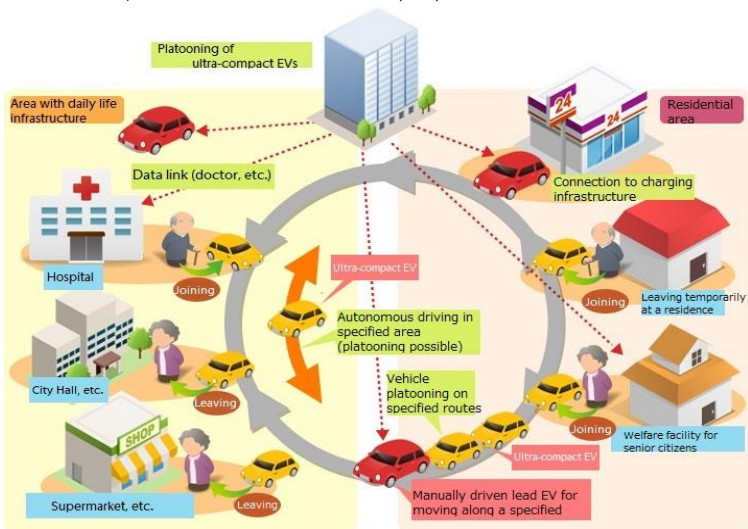 Platooning of
ultra-compact EVs
Area with daily life
infrastructure
24
24
Residential
area
Data link (doctor, etc.)
Connection to charging
infrastructure
Hospital
Joining
Ultra-compact EV
Joining
Leaving temporarily
at a residence
Autonomous driving in
specified area
(platooning possible)
City Hall, etc.
Leaving
Vehicle
platooning on
specified routes
Joining
Welfare facility for
senior citizens
SHOP
Ultra-compact EV
Supermarket, etc.
Leaving
Manually driven lead EV for
moving along a specified